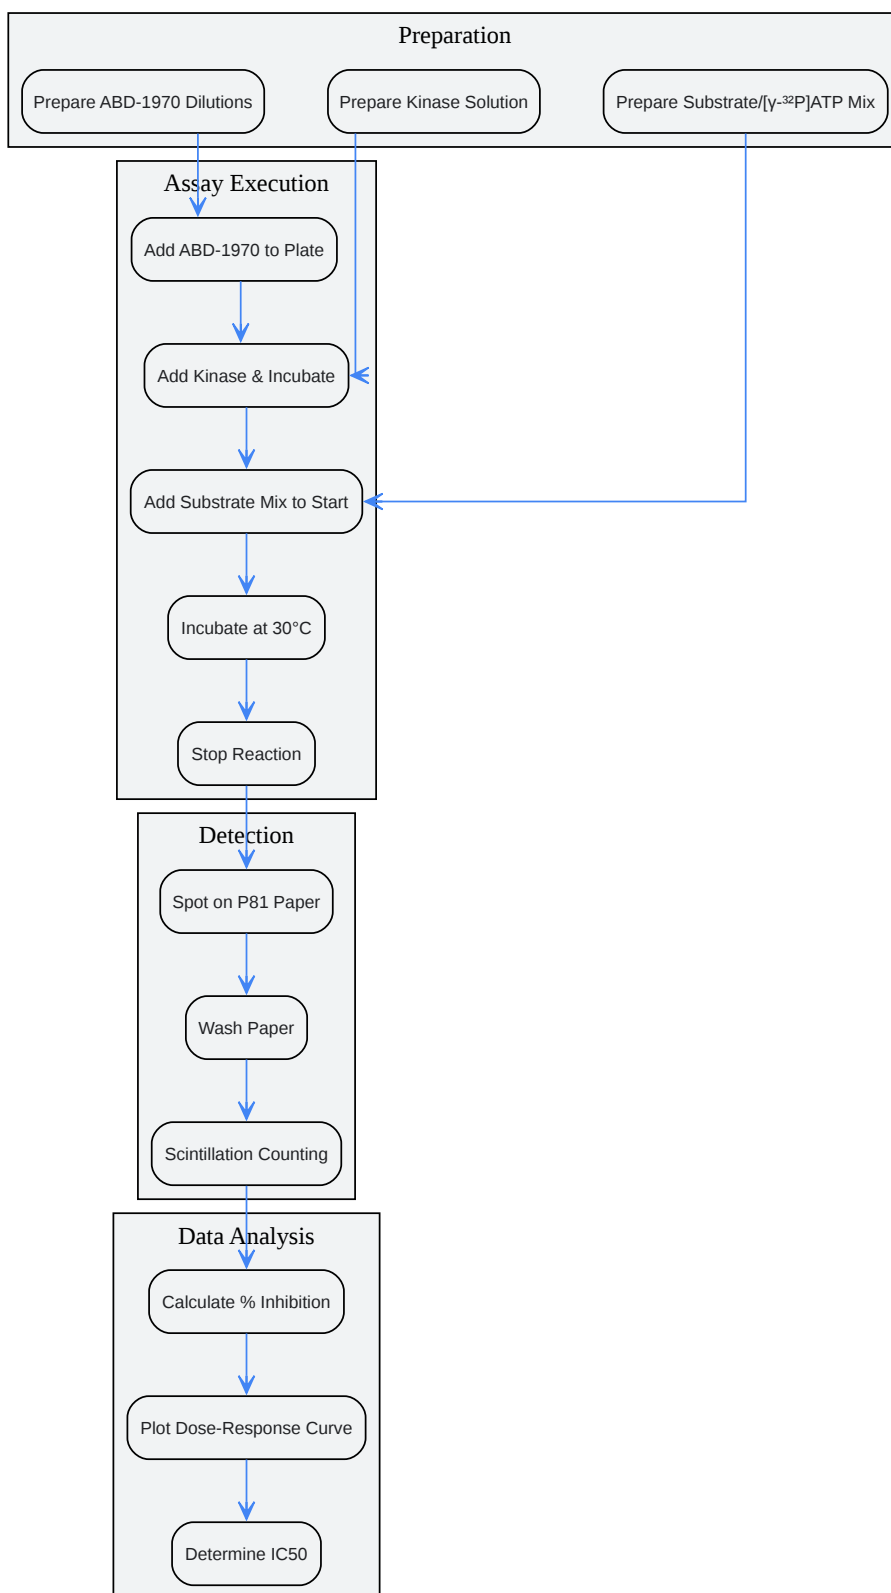 Preparation
Prepare ABD-1970 Dilutions
Prepare Kinase Solution
Prepare Substrate/[γ-³²P]ATP Mix
Assay Execution
Add ABD-1970 to Plate
Add Kinase & Incubate
Add Substrate Mix to Start
Incubate at 30°C
Stop Reaction
Detection
Spot on P81 Paper
Wash Paper
Scintillation Counting
Data Analysis
Calculate % Inhibition
Plot Dose-Response Curve
Determine IC50